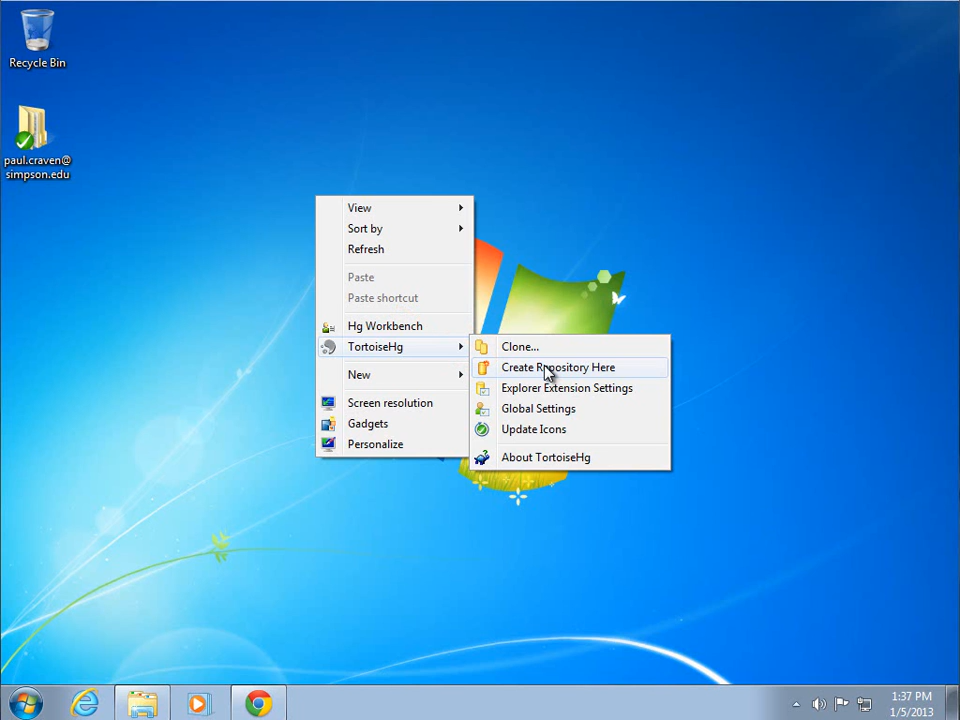 Recycle Bin
paul.craven@
simpson.edu
View
Sort by
Refresh
Paste
Paste shortcut
Hg Workbench
TortoiseHg
New
Screen resolution
Gadgets
Personalize
Clone...
Create Repository Here
Explorer Extension Settings
Global Settings
Update Icons
About TortoiseHg
1:37 PM
1/5/2013